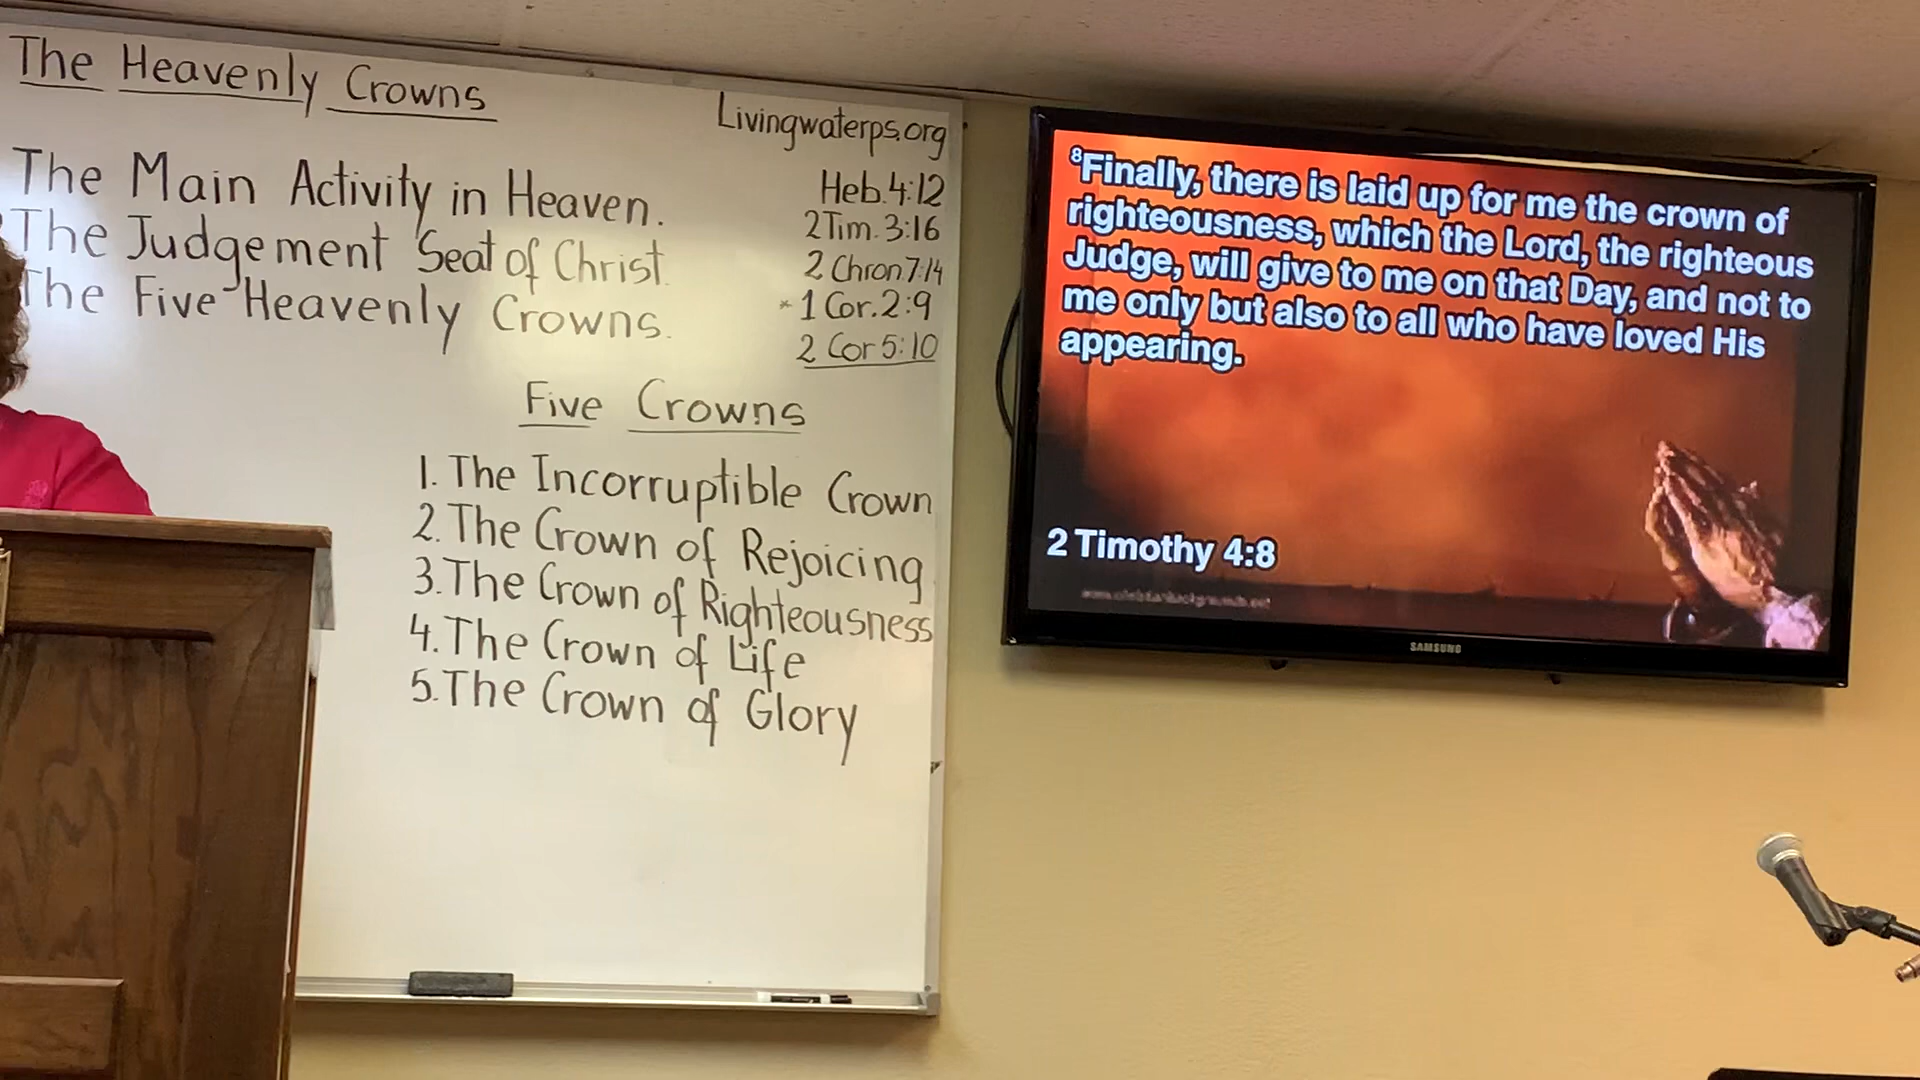 The Heavenly Crowns
Livingwaterps.org
The Main Activity in Heaven.
The Judgement Seat of Christ.
The Five Heavenly Crowns.
Heb. 4:12
2 Tim. 3:16
2 Chron 7:14
* 1 Cor. 2:9
2 Cor 5:10
Five Crowns
1. The Incorruptible Crown
2. The Crown of Rejoicing
3. The Crown of Righteousness
4. The Crown of Life
5. The Crown of Glory
8Finally, there is laid up for me the crown of
righteousness, which the Lord, the righteous
Judge, will give to me on that Day, and not to
me only but also to all who have loved His
appearing.
2 Timothy 4:8
SAMSUNG